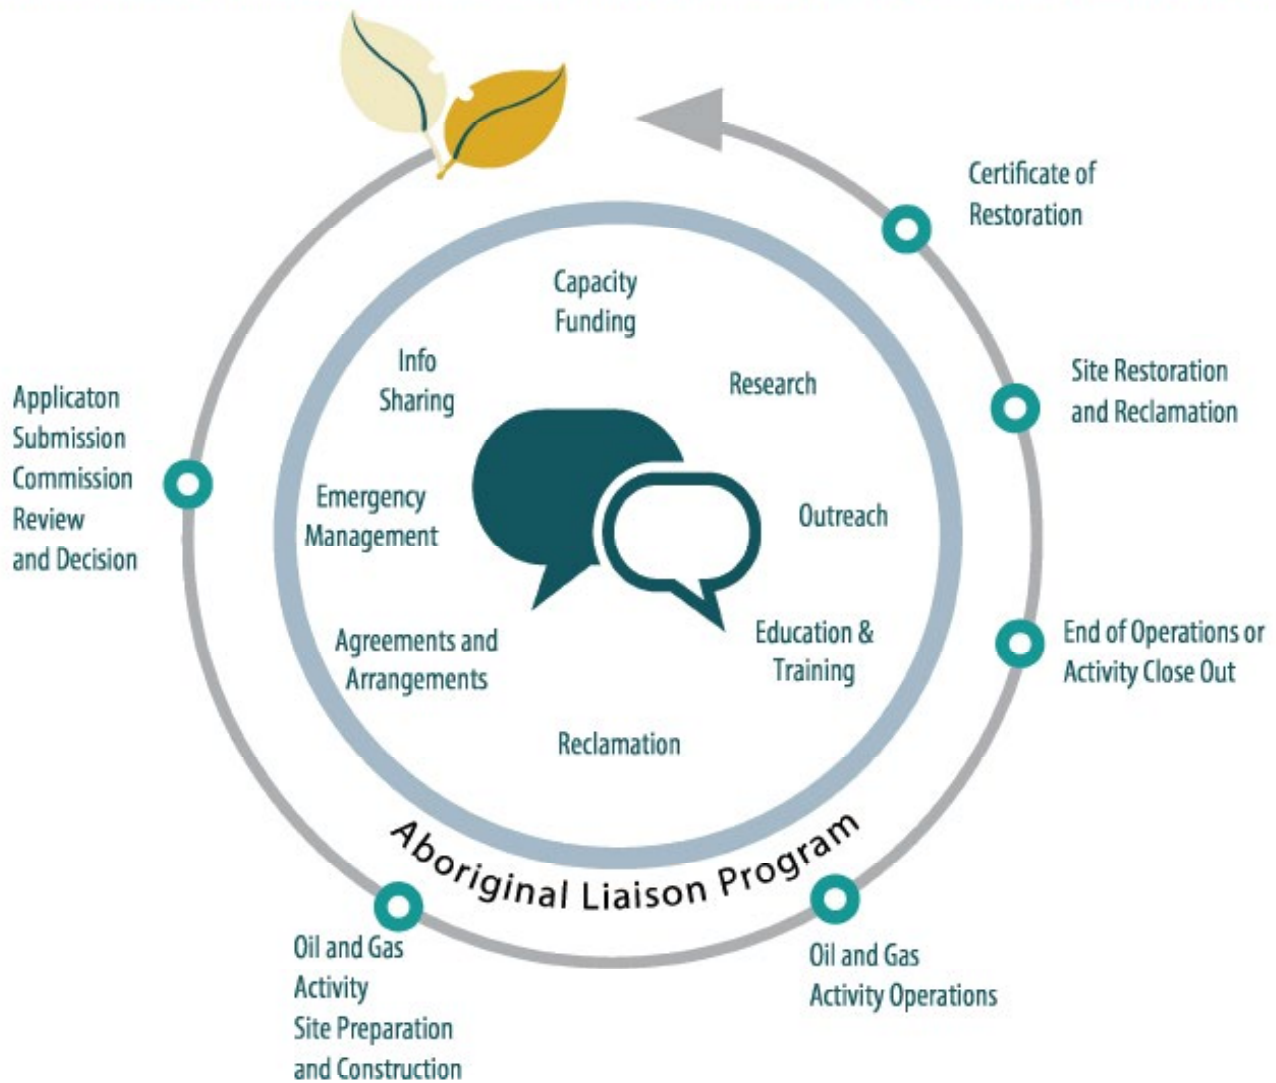 Certificate of
Restoration
Capacity
Funding
Info
Sharing
Research
Site Restoration
and Reclamation
Applicaton
Submission
Commission
Review
and Decision
Emergency
Management
Outreach
Agreements and
Arrangements
Education &
Training
End of Operations or
Activity Close Out
Reclamation
Aboriginal Liaison Program
Oil and Gas
Activity
Site Preparation
and Construction
Oil and Gas
Activity Operations